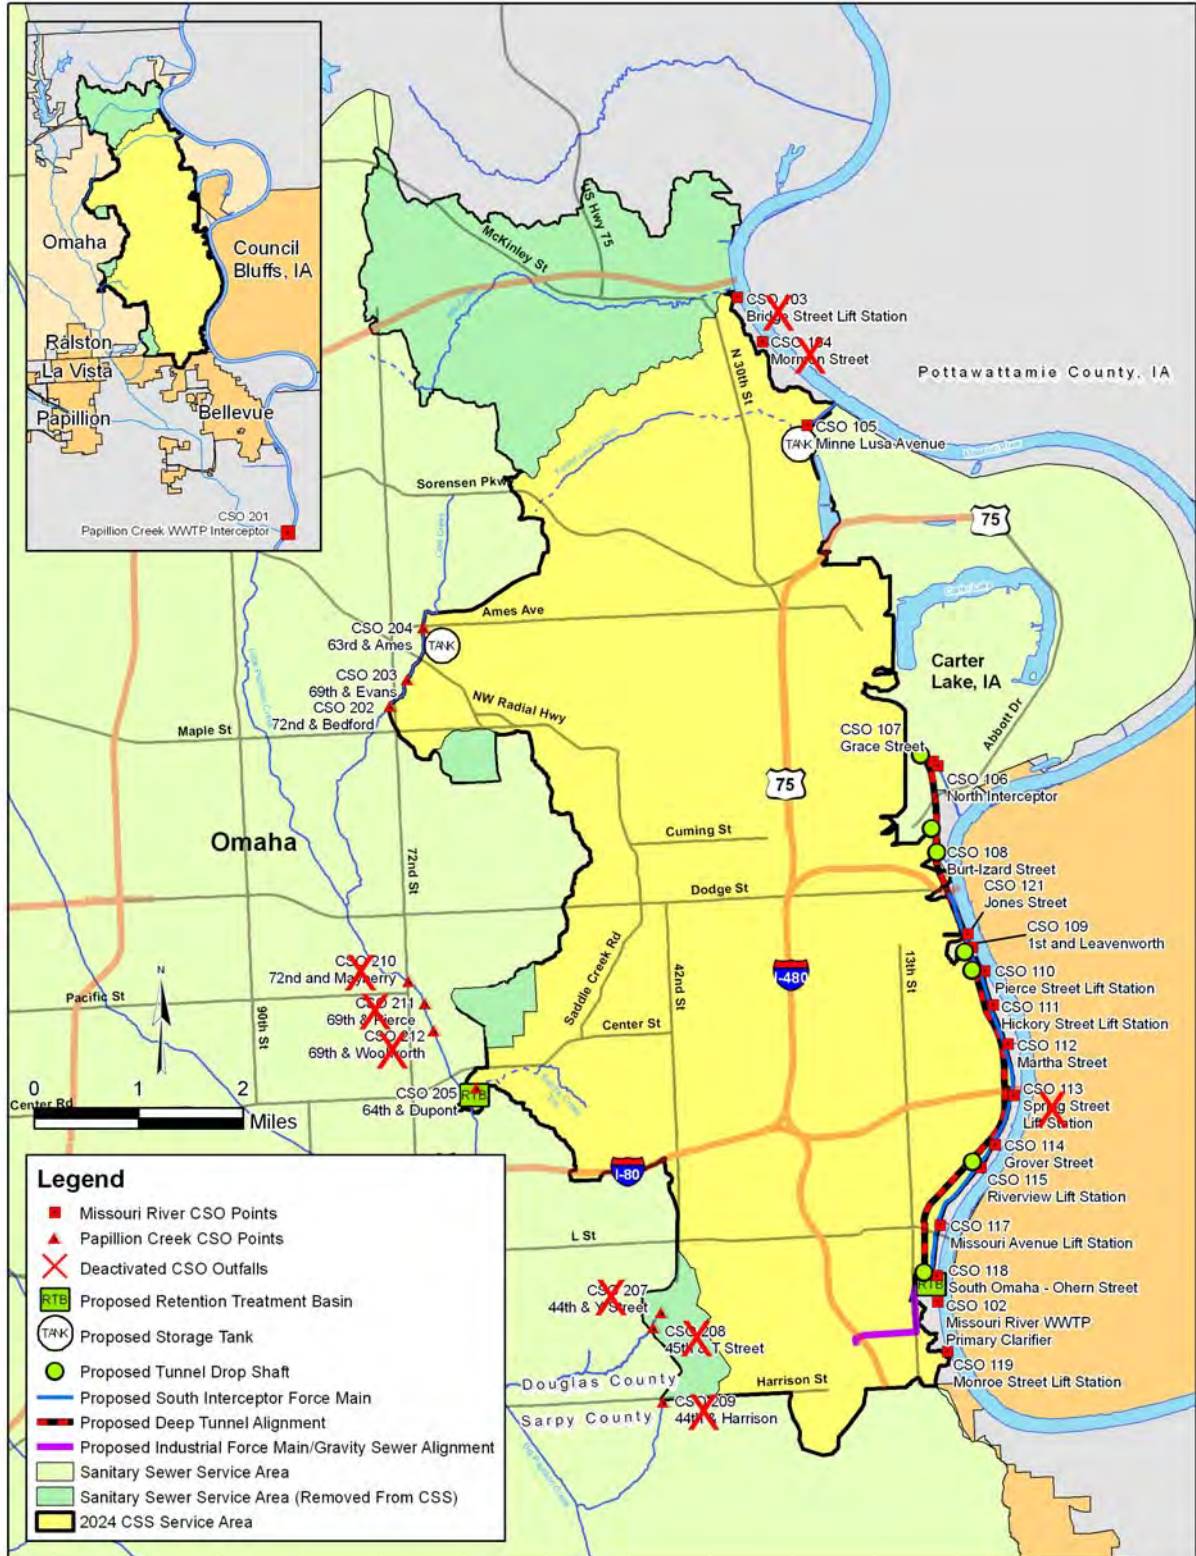 Omaha
Council
Bluffs, IA
Ralston
La Vista
Papillion
Bellevue
CSO 201
Papillion Creek WWTP Interceptor
US Hwy 75
McKinley St
CSO 103
Bridge Street Lift Station
CSO 104
Mormon Street
N 30th St
Pottawattamie County, IA
CSO 105
Minne Lusa Avenue
TANK
Sorensen Pkwy
75
Ames Ave
CSO 204
63rd & Ames
TANK
CSO 203
69th & Evans
CSO 202
72nd & Bedford
NW Radial Hwy
Maple St
Carter
Lake, IA
Abbott Dr
CSO 107
Grace Street
CSO 106
North Interceptor
75
Omaha
72nd St
Cuming St
CSO 108
Burt-Izard Street
Dodge St
CSO 121
Jones Street
CSO 109
1st and Leavenworth
CSO 210
72nd and Mayberry
Saddle Creek Rd
42nd St
13th St
I-480
CSO 110
Pierce Street Lift Station
N
Pacific St
90th St
CSO 211
69th & Pierce
CSO 111
Hickory Street Lift Station
Center St
CSO 212
69th & Woolworth
CSO 112
Martha Street
0 1 2
Miles
Center Rd
CSO 205
64th & Dupont
RTB
CSO 113
Spring Street
Lift Station
CSO 114
Grover Street
I-80
CSO 115
Riverview Lift Station
L St
CSO 117
Missouri Avenue Lift Station
CSO 118
South Omaha - Ohern Street
RTB
CSO 207
44th & Y Street
CSO 102
Missouri River WWTP
Primary Clarifier
CSO 208
45th & T Street
CSO 119
Monroe Street Lift Station
Douglas County
Harrison St
Sarpy County
CSO 209
44th & Harrison
Big Papillion Creek
Legend
Missouri River CSO Points
Papillion Creek CSO Points
Deactivated CSO Outfalls
RTB
Proposed Retention Treatment Basin
TANK
Proposed Storage Tank
Proposed Tunnel Drop Shaft
Proposed South Interceptor Force Main
Proposed Deep Tunnel Alignment
Proposed Industrial Force Main/Gravity Sewer Alignment
Sanitary Sewer Service Area
Sanitary Sewer Service Area (Removed From CSS)
2024 CSS Service Area